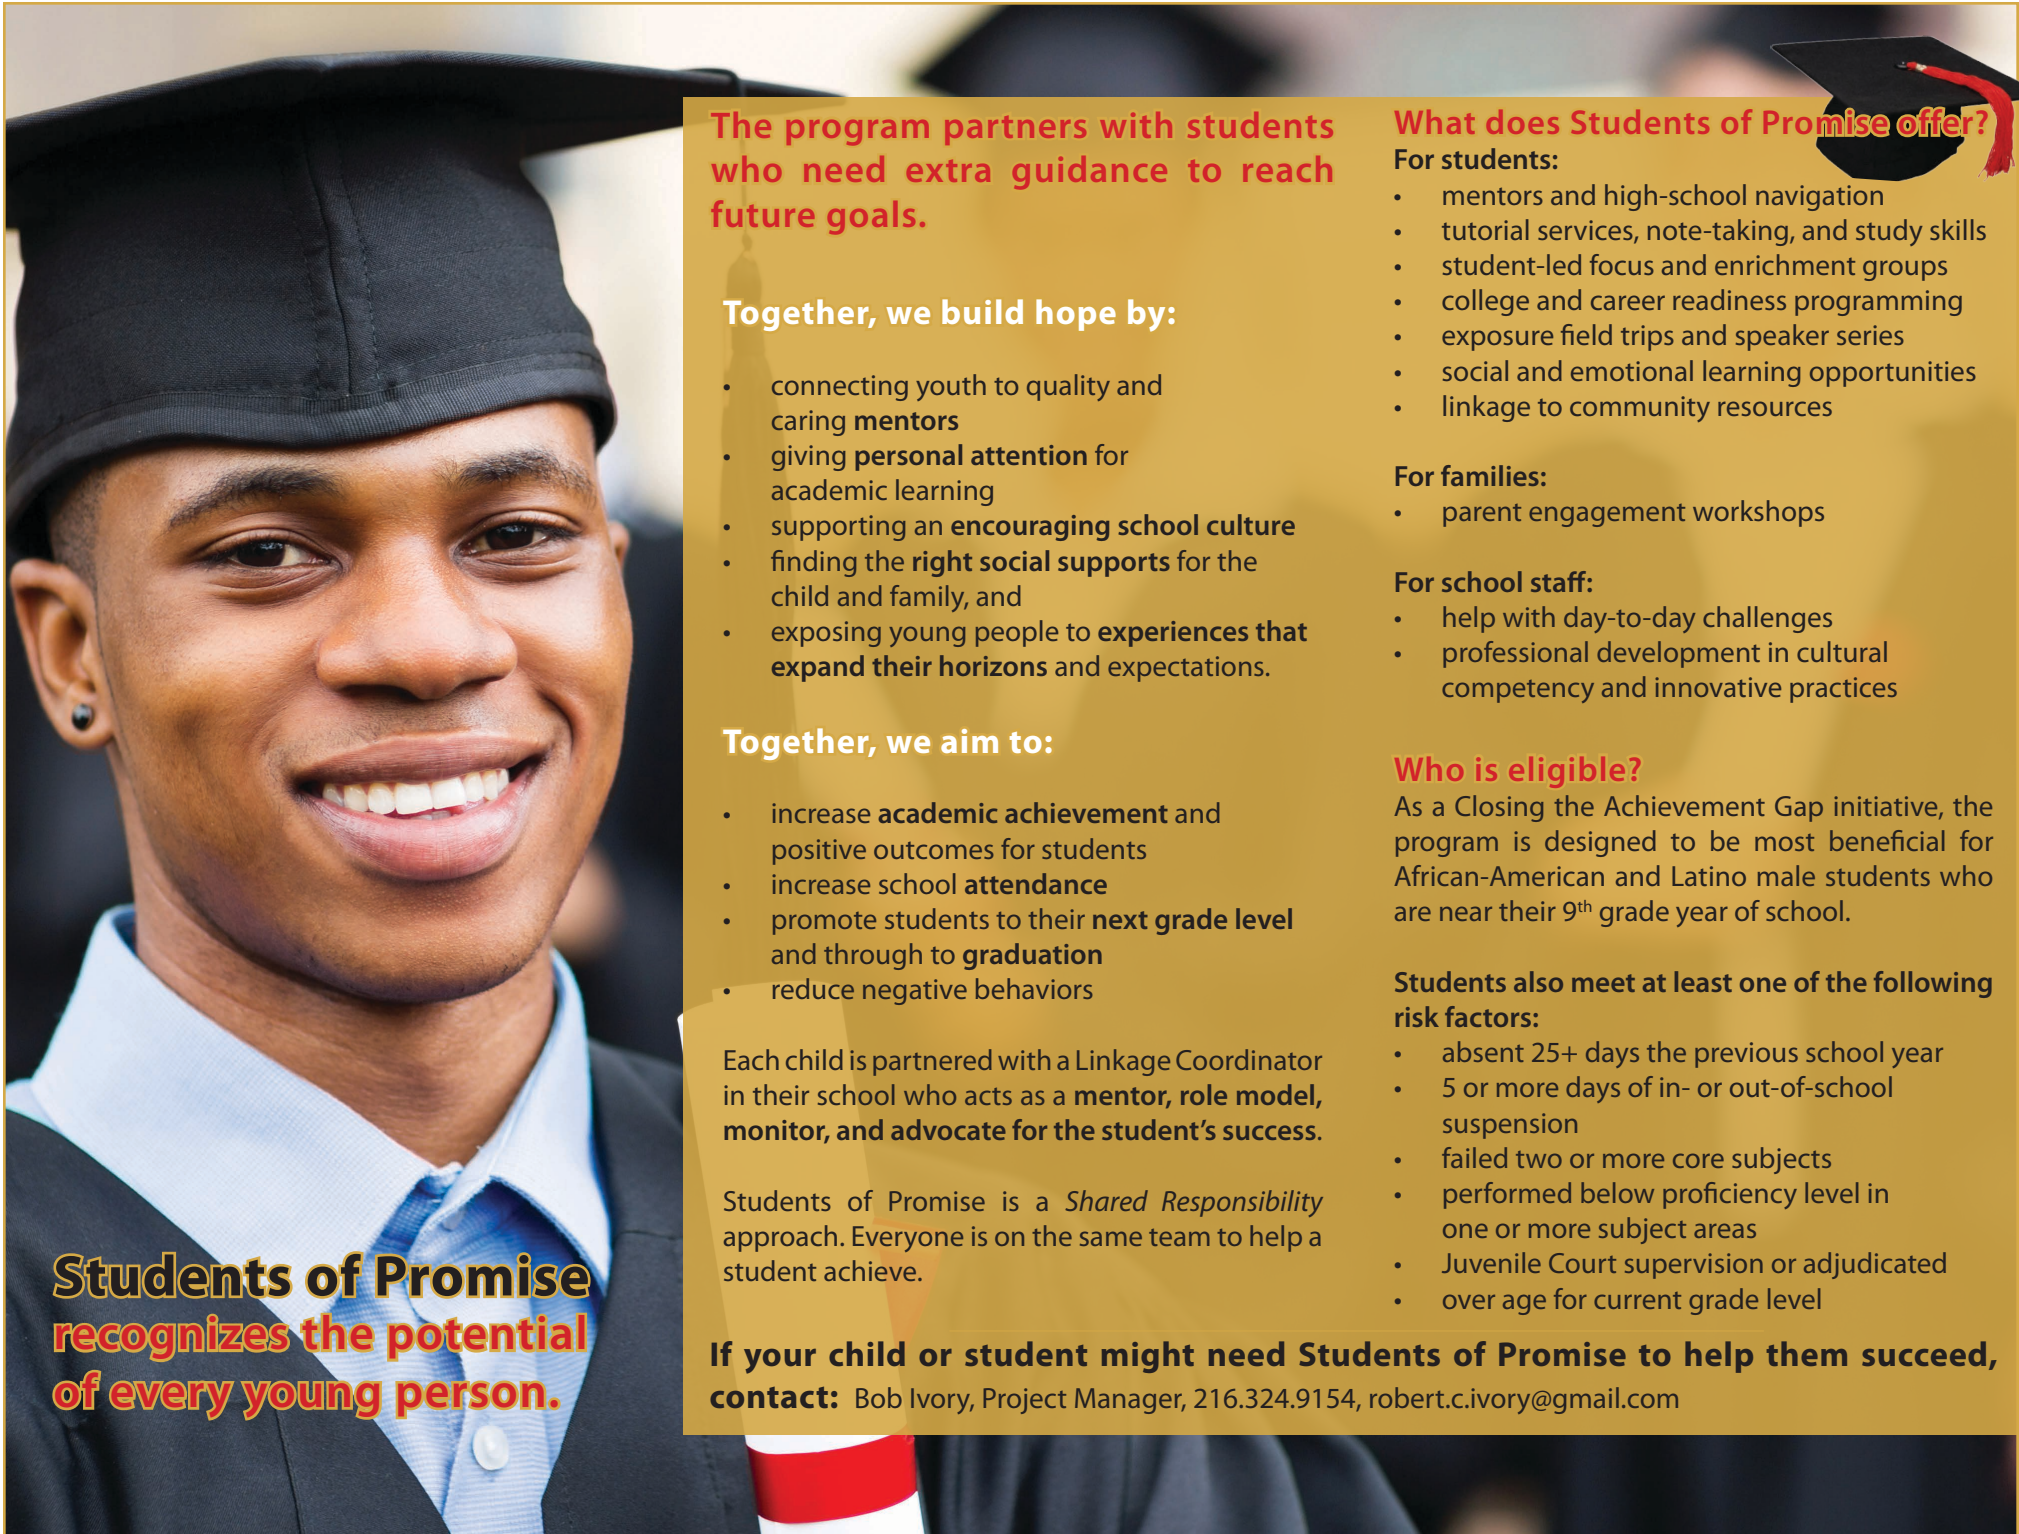 The program partners with students
who need extra guidance to reach
future goals.
Together, we build hope by:
• connecting youth to quality and
caring mentors
• giving personal attention for
academic learning
• supporting an encouraging school culture
• finding the right social supports for the
child and family, and
• exposing young people to experiences that
expand their horizons and expectations.
Together, we aim to:
• increase academic achievement and
positive outcomes for students
• increase school attendance
• promote students to their next grade level
and through to graduation
• reduce negative behaviors
Each child is partnered with a Linkage Coordinator
in their school who acts as a mentor, role model,
monitor, and advocate for the student's success.
Students of Promise is a Shared Responsibility
approach. Everyone is on the same team to help a
student achieve.
What does Students of Promise offer?
For students:
• mentors and high-school navigation
• tutorial services, note-taking, and study skills
• student-led focus and enrichment groups
• college and career readiness programming
• exposure field trips and speaker series
• social and emotional learning opportunities
• linkage to community resources
For families:
• parent engagement workshops
For school staff:
• help with day-to-day challenges
• professional development in cultural
competency and innovative practices
Who is eligible?
As a Closing the Achievement Gap initiative, the
program is designed to be most beneficial for
African-American and Latino male students who
are near their 9th grade year of school.
Students also meet at least one of the following
risk factors:
• absent 25+ days the previous school year
• 5 or more days of in- or out-of-school
suspension
• failed two or more core subjects
• performed below proficiency level in
one or more subject areas
• Juvenile Court supervision or adjudicated
• over age for current grade level
If your child or student might need Students of Promise to help them succeed,
contact: Bob Ivory, Project Manager, 216.324.9154, robert.c.ivory@gmail.com
Students of Promise
recognizes the potential
of every young person.